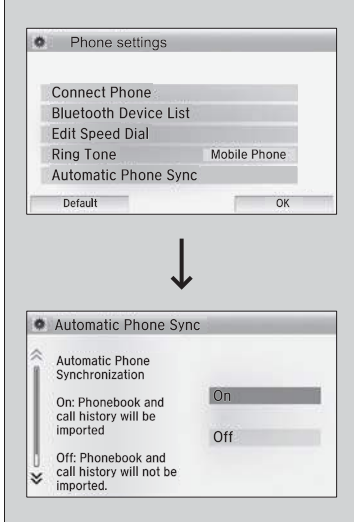 Phone settings
Connect Phone
Bluetooth Device List
Edit Speed Dial
Ring Tone Mobile Phone
Automatic Phone Sync
Default OK
Automatic Phone Sync
Automatic Phone
Synchronization
On: Phonebook and
call history will be
imported
On
Off
Off: Phonebook and
call history will not be
imported.